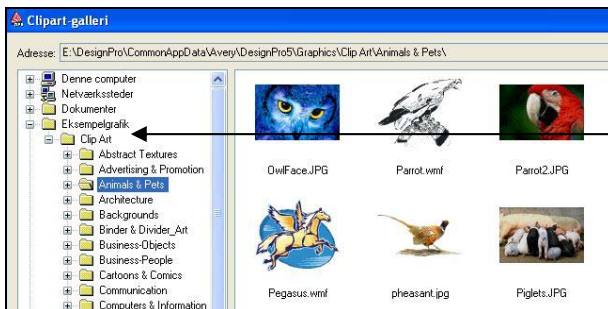 Clipart-galleri
Adresse: E:\DesignPro\CommonAppData\Avery\DesignPro5\Graphics\Clip Art\Animals & Pets\
Denne computer
Netværkssteder
Dokumenter
Eksempelgrafik
Clip Art
Abstract Textures
Advertising & Promotion
Animals & Pets
Architecture
Backgrounds
Binder & Divider_Art
Business-Objects
Business-People
Cartoons & Comics
Communication
Computers & Information
OwlFace.JPG
Parrot.wmf
Parrot2.JPG
Pegasus.wmf
pheasant.jpg
Piglets.JPG